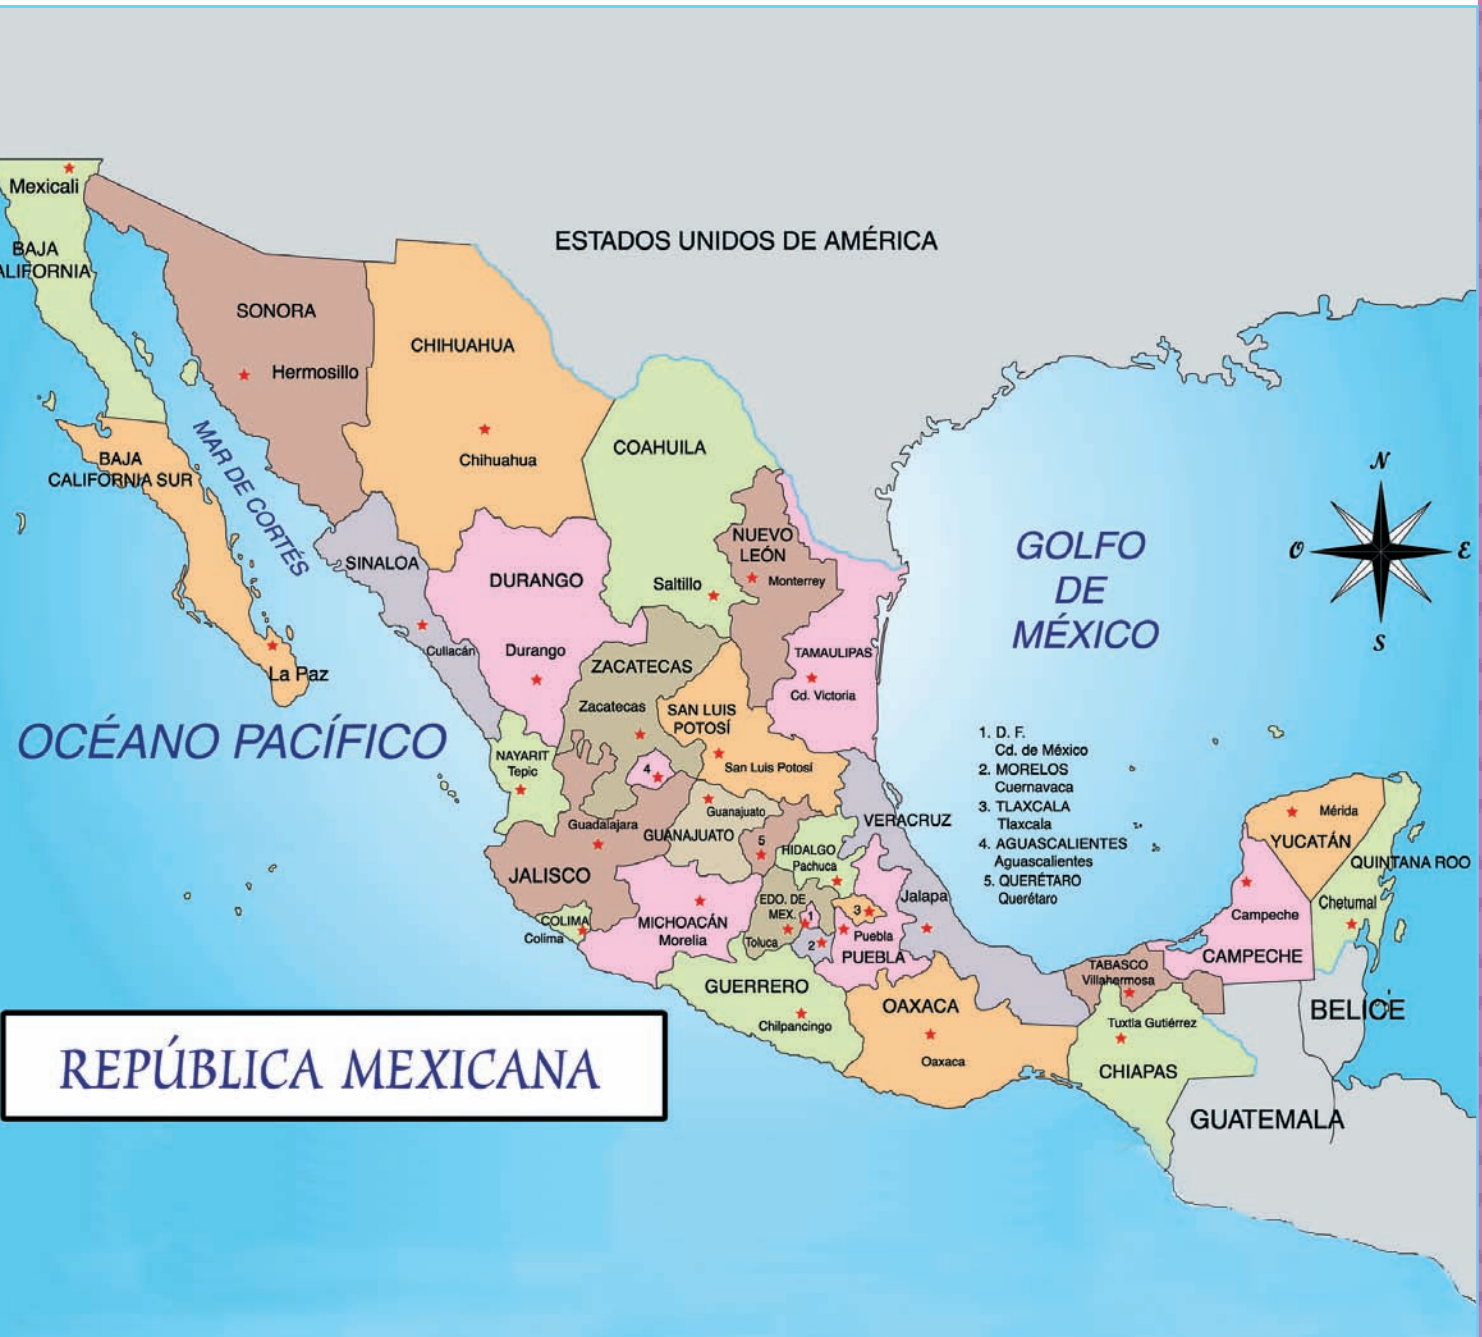 Mexicali
BAJA
ALIFORNIA
ESTADOS UNIDOS DE AMÉRICA
SONORA
Hermosillo
CHIHUAHUA
Chihuahua
COAHUILA
Saltillo
MAR DE CORTÉS
BAJA
CALIFORNIA SUR
La Paz
SINALOA
Culiacán
DURANGO
Durango
NUEVO
LEÓN
Monterrey
TAMAULIPAS
Cd. Victoria
ZACATECAS
Zacatecas
SAN LUIS
POTOSÍ
San Luis Potosí
GOLFO
DE
MÉXICO
N
O
E
S
OCÉANO PACÍFICO
NAYARIT
Tepic
4
Guadalajara
JALISCO
Guanajuato
GUANAJUATO
5
HIDALGO
Pachuca
VERACRUZ
Jalapa
COLIMA
Colima
MICHOACÁN
Morelia
EDO. DE
MEX.
Toluca
1
2
3
Puebla
PUEBLA
GUERRERO
Chilpancingo
OAXACA
Oaxaca
1. D. F.
Cd. de México
2. MORELOS
Cuernavaca
3. TLAXCALA
Tlaxcala
4. AGUASCALIENTES
Aguascalientes
5. QUERÉTARO
Querétaro
Mérida
YUCATÁN
QUINTANA ROO
Chetumal
Campeche
CAMPECHE
TABASCO
Villahermosa
Tuxtla Gutiérrez
CHIAPAS
BELICE
GUATEMALA
REPÚBLICA MEXICANA